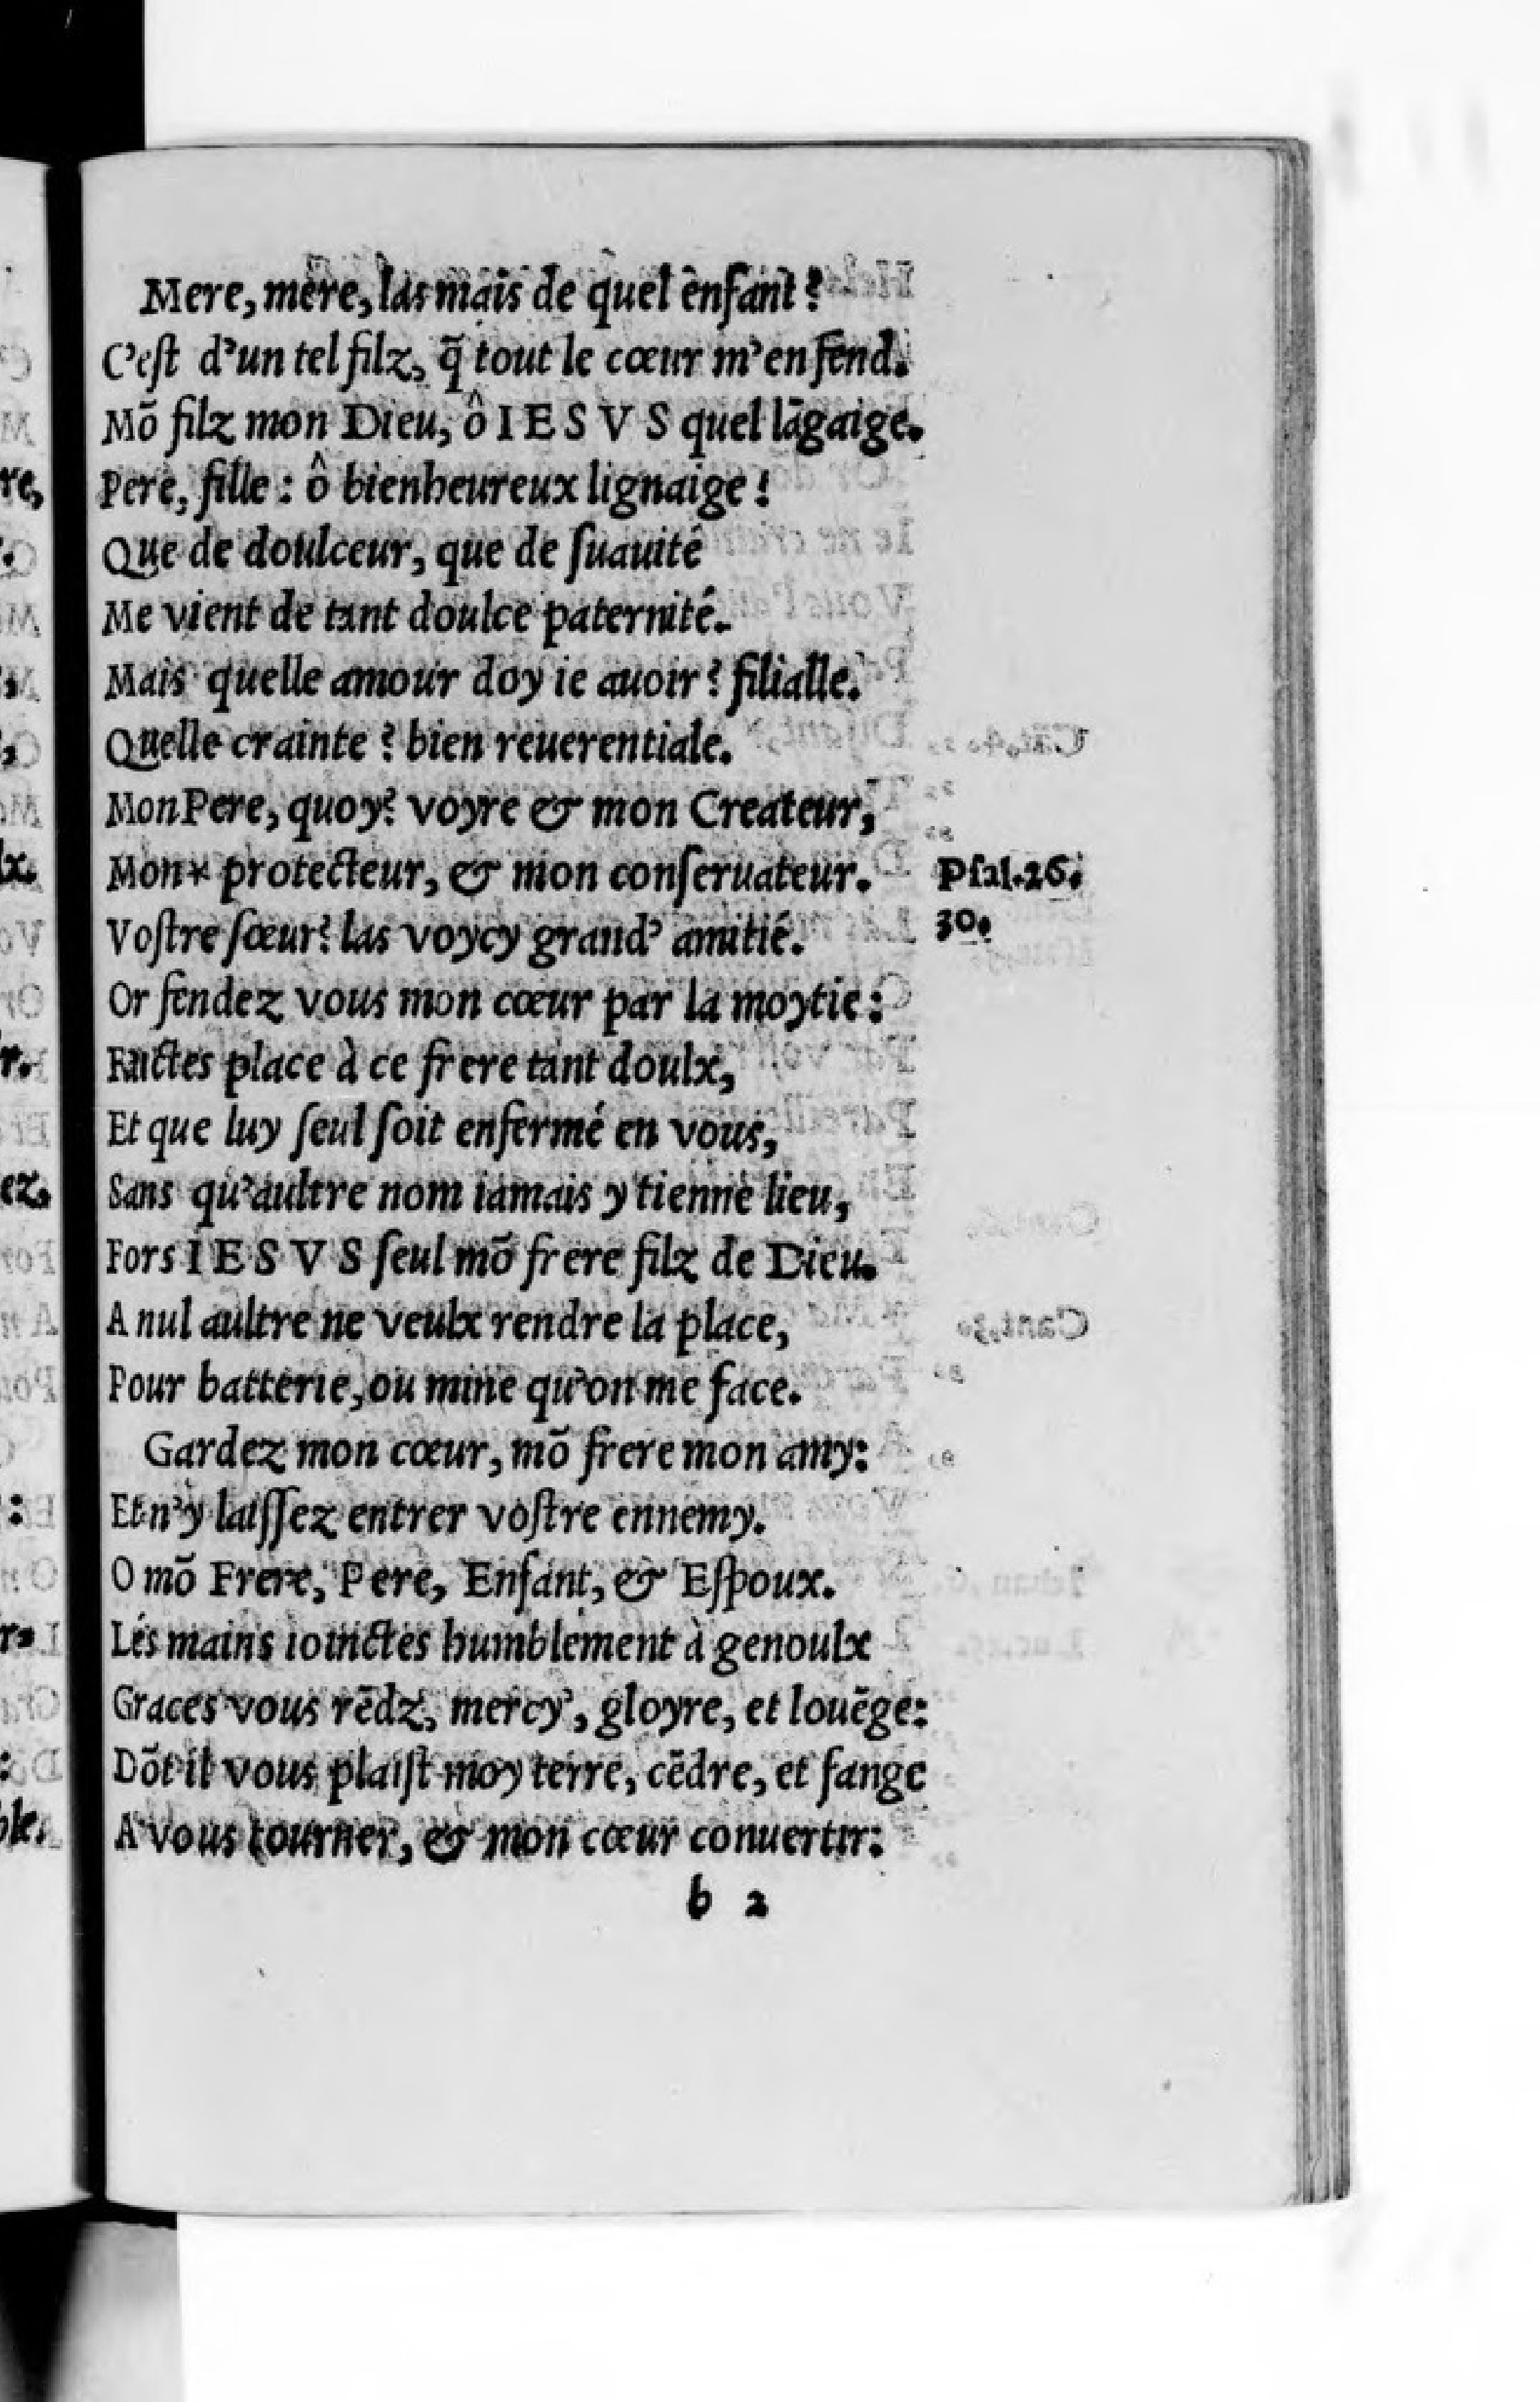 Mere, mere, las mais de quel enfant?
C'eſt d'un tel filz, q̃ tout le cœur m'en fend.
Mõ filz mon Dieu, ô IESVS quel lãgaige.
Pere, fille: ô bienheureux lignaige!
Que de doulceur, que de ſuauité
Me vient de tant doulce paternité.
Mais quelle amour doy ie auoir? filialle.
Quelle crainte? bien reuerentiale.
Mon Pere, quoy? voyre & mon Createur,
Mon* protecteur, & mon conſeruateur. Pſal.26.
Voſtre ſœur? las voycy grand' amitié. 30.
Or fendez vous mon cœur par la moytie:
Faictes place à ce frere tant doulx,
Et que luy ſeul ſoit enfermé en vous,
Sans qu'aultre nom iamais y tienne lieu,
Fors IESVS ſeul mõ frere filz de Dieu.
A nul aultre ne veulx rendre la place,
Pour batterie, ou mine qu'on me face.
Gardez mon cœur, mõ frere mon amy:
Et n'y laiſſez entrer voſtre ennemy.
O mõ Frere, Pere, Enfant, & Eſpoux.
Lés mains ioinctes humblement à genoulx
Graces vous rẽdz, mercy', gloyre, et louẽge:
Dõt il vous plaiſt moy terre, cẽdre, et fange
A vous tourner, & mon cœur conuertir:
b 2